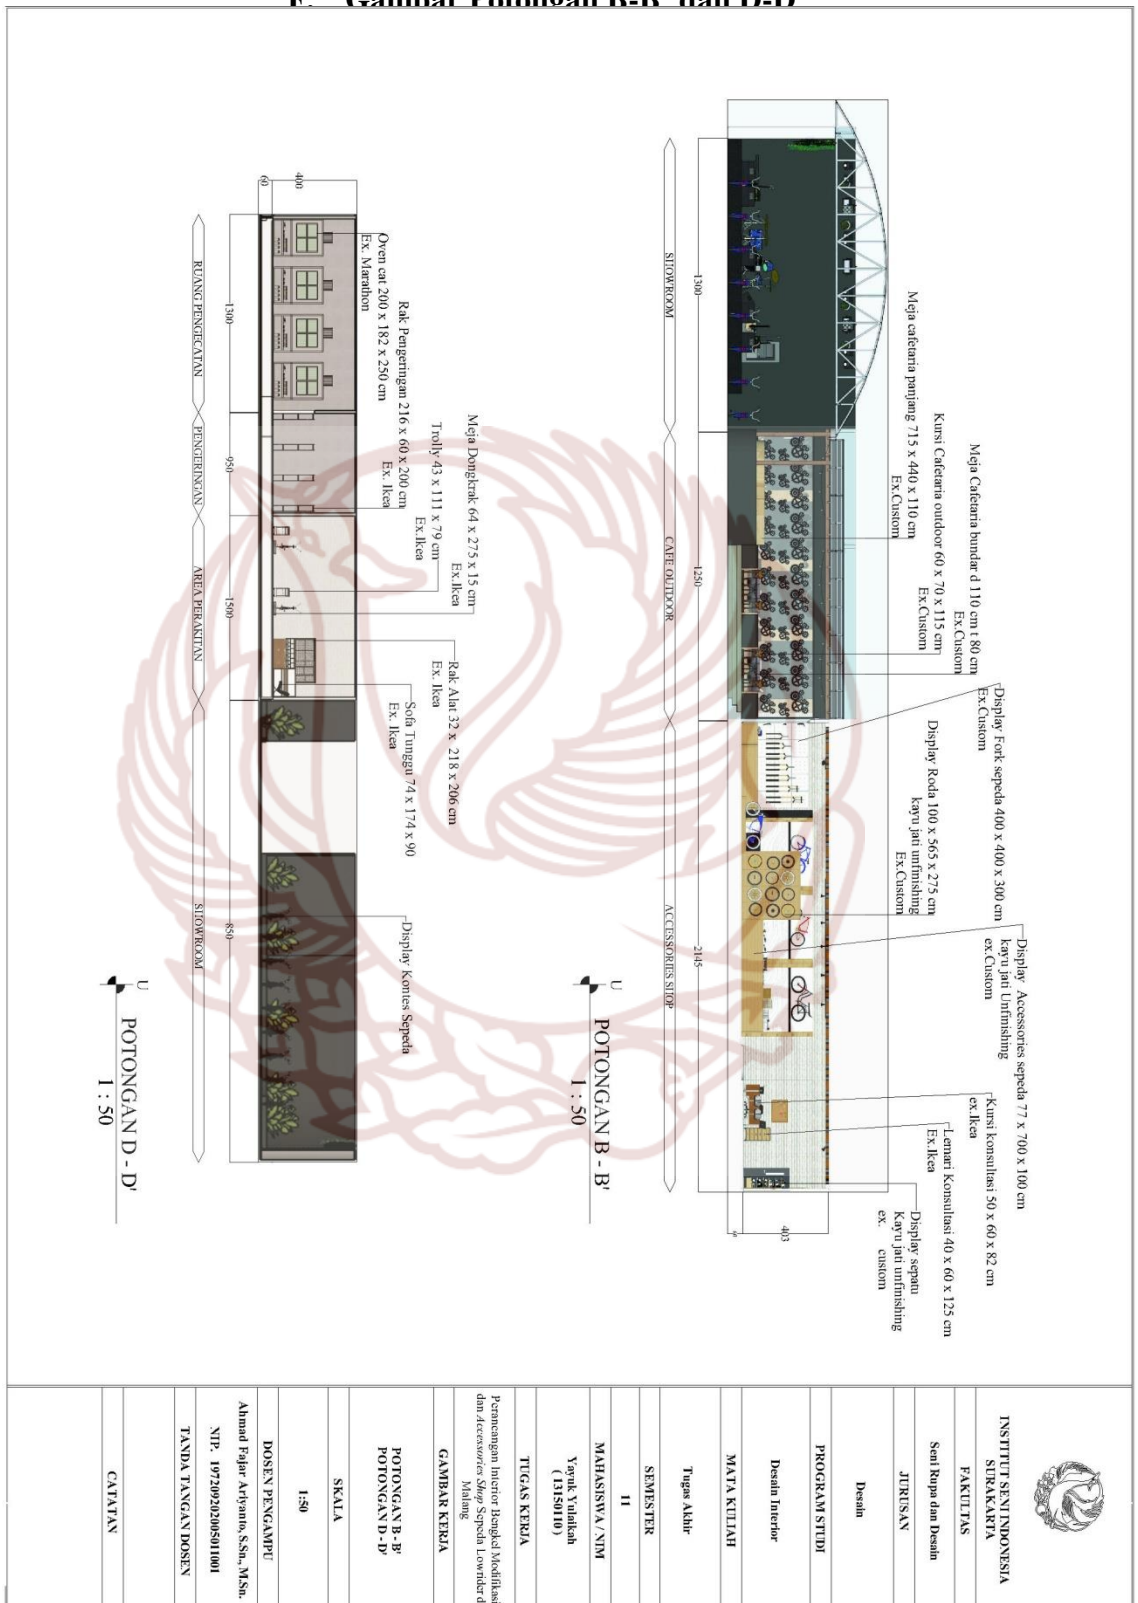 F. Gambar Potongan B-B' dan D-D'
Meja Cafetaria bundar d 110 cm t 80 cm
Ex.Custom
Kursi Cafetaria outdoor 60 x 70 x 115 cm
Ex.Custom
Meja cafetaria panjang 715 x 440 x 110 cm
Ex.Custom
Display Fork sepeda 400 x 400 x 300 cm
Ex.Custom
Display Roda 100 x 565 x 275 cm
kayu jati unfinishing
Ex.Custom
Display Accessories sepeda 77 x 700 x 100 cm
kayu jati Unfinishing
ex.Custom
Kursi konsultasi 50 x 60 x 82 cm
ex.Ikea
Lemari Konsultasi 40 x 60 x 125 cm
Ex.Ikea
Display sepatu
Kayu jati unfinishing
ex. custom
403
1300
1250
2145
SHOWROOM
CAFE OUTDOOR
ACCESSORIES SHOP
U
POTONGAN B - B'
1 : 50
Oven cat 200 x 182 x 250 cm
Ex. Marathon
Rak Pengeringan 216 x 60 x 200 cm
Ex. Ikea
Meja Dongkrak 64 x 275 x 15 cm
Ex.Ikea
Trolly 43 x 111 x 79 cm
Ex.Ikea
Rak Alat 32 x 218 x 206 cm
Ex. Ikea
Sofa Tunggu 74 x 174 x 90
Ex. Ikea
Display Kontes Sepeda
400
60
1300
950
1500
850
RUANG PENGECATAN
PENGERINGAN
AREA PERAKITAN
SHOWROOM
U
POTONGAN D - D'
1 : 50
INSTITUT SENI INDONESIA
SURAKARTA
FAKULTAS
Seni Rupa dan Desain
JURUSAN
Desain
PROGRAM STUDI
Desain Interior
MATA KULIAH
Tugas Akhir
SEMESTER
11
MAHASISWA / NIM
Yayuk Yulaikah
( 13150110 )
TUGAS KERJA
Perancangan Interior Bengkel Modifikasi
dan Accessories Shop Sepeda Lowrider d
Malang
GAMBAR KERJA
POTONGAN B - B'
POTONGAN D - D'
SKALA
1:50
DOSEN PENGAMPU
Ahmad Fajar Ariyanto, S.Sn., M.Sn.
NIP. 197209202005011001
TANDA TANGAN DOSEN
CATATAN